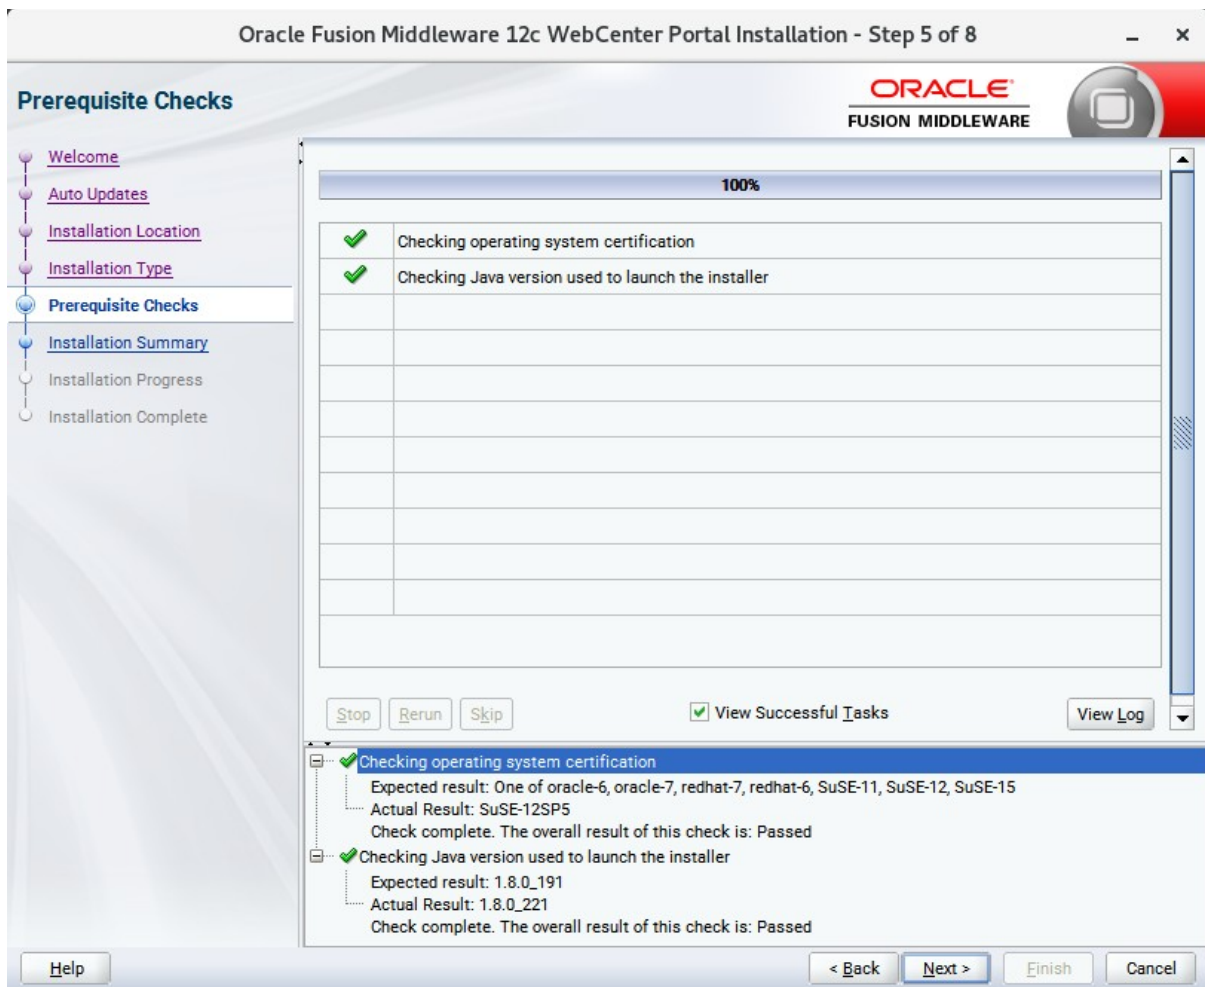 Oracle Fusion Middleware 12c WebCenter Portal Installation - Step 5 of 8
Prerequisite Checks
ORACLE
FUSION MIDDLEWARE
Welcome
Auto Updates
Installation Location
Installation Type
Prerequisite Checks
Installation Summary
Installation Progress
Installation Complete
100%
Checking operating system certification
Checking Java version used to launch the installer
Stop Rerun Skip View Successful Tasks View Log
Checking operating system certification
Expected result: One of oracle-6, oracle-7, redhat-7, redhat-6, SuSE-11, SuSE-12, SuSE-15
Actual Result: SuSE-12SP5
Check complete. The overall result of this check is: Passed
Checking Java version used to launch the installer
Expected result: 1.8.0_191
Actual Result: 1.8.0_221
Check complete. The overall result of this check is: Passed
Help < Back Next > Finish Cancel